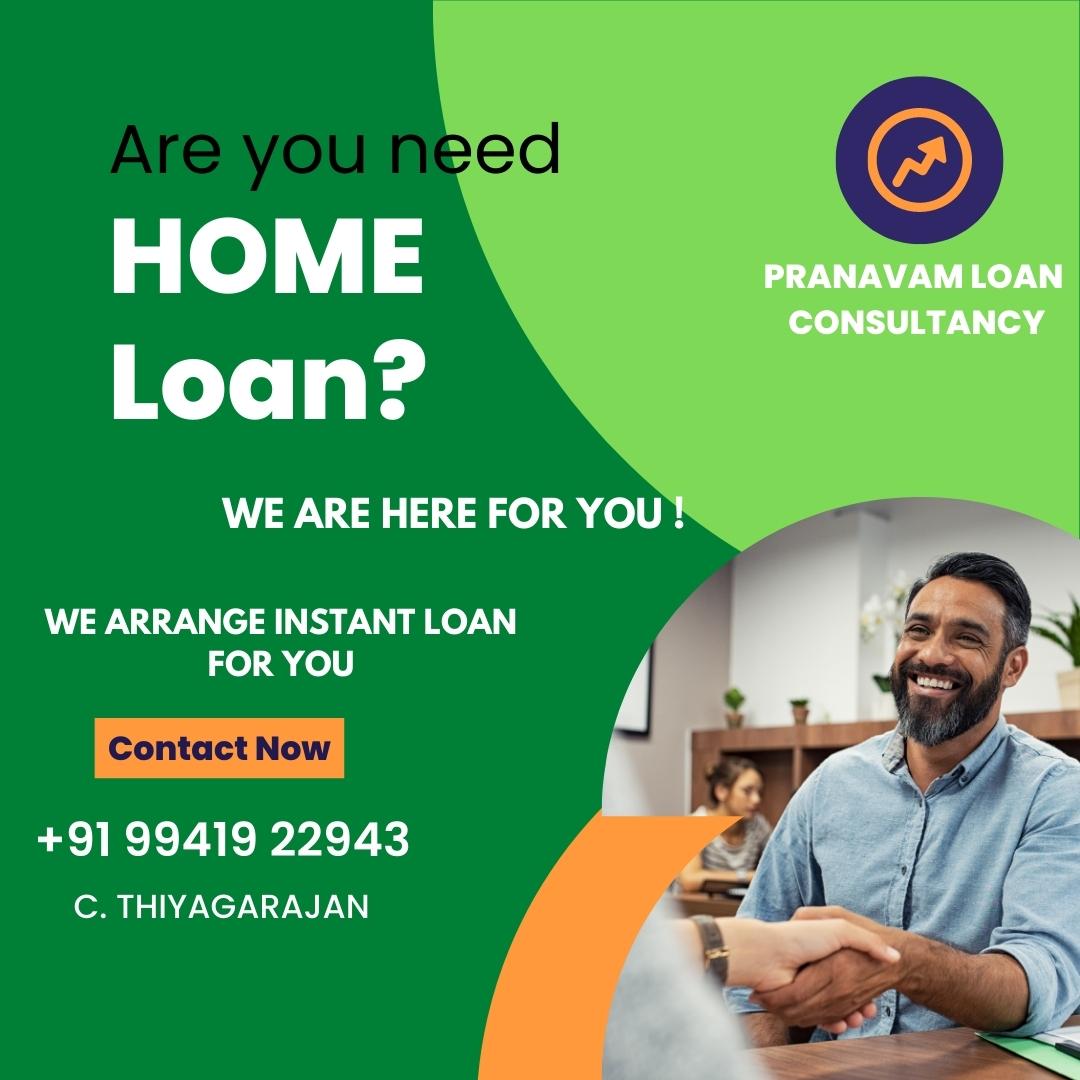 Are you need
HOME
Loan?
PRANAVAM LOAN
CONSULTANCY
WE ARE HERE FOR YOU !
WE ARRANGE INSTANT LOAN
FOR YOU
Contact Now
+91 99419 22943
C. THIYAGARAJAN